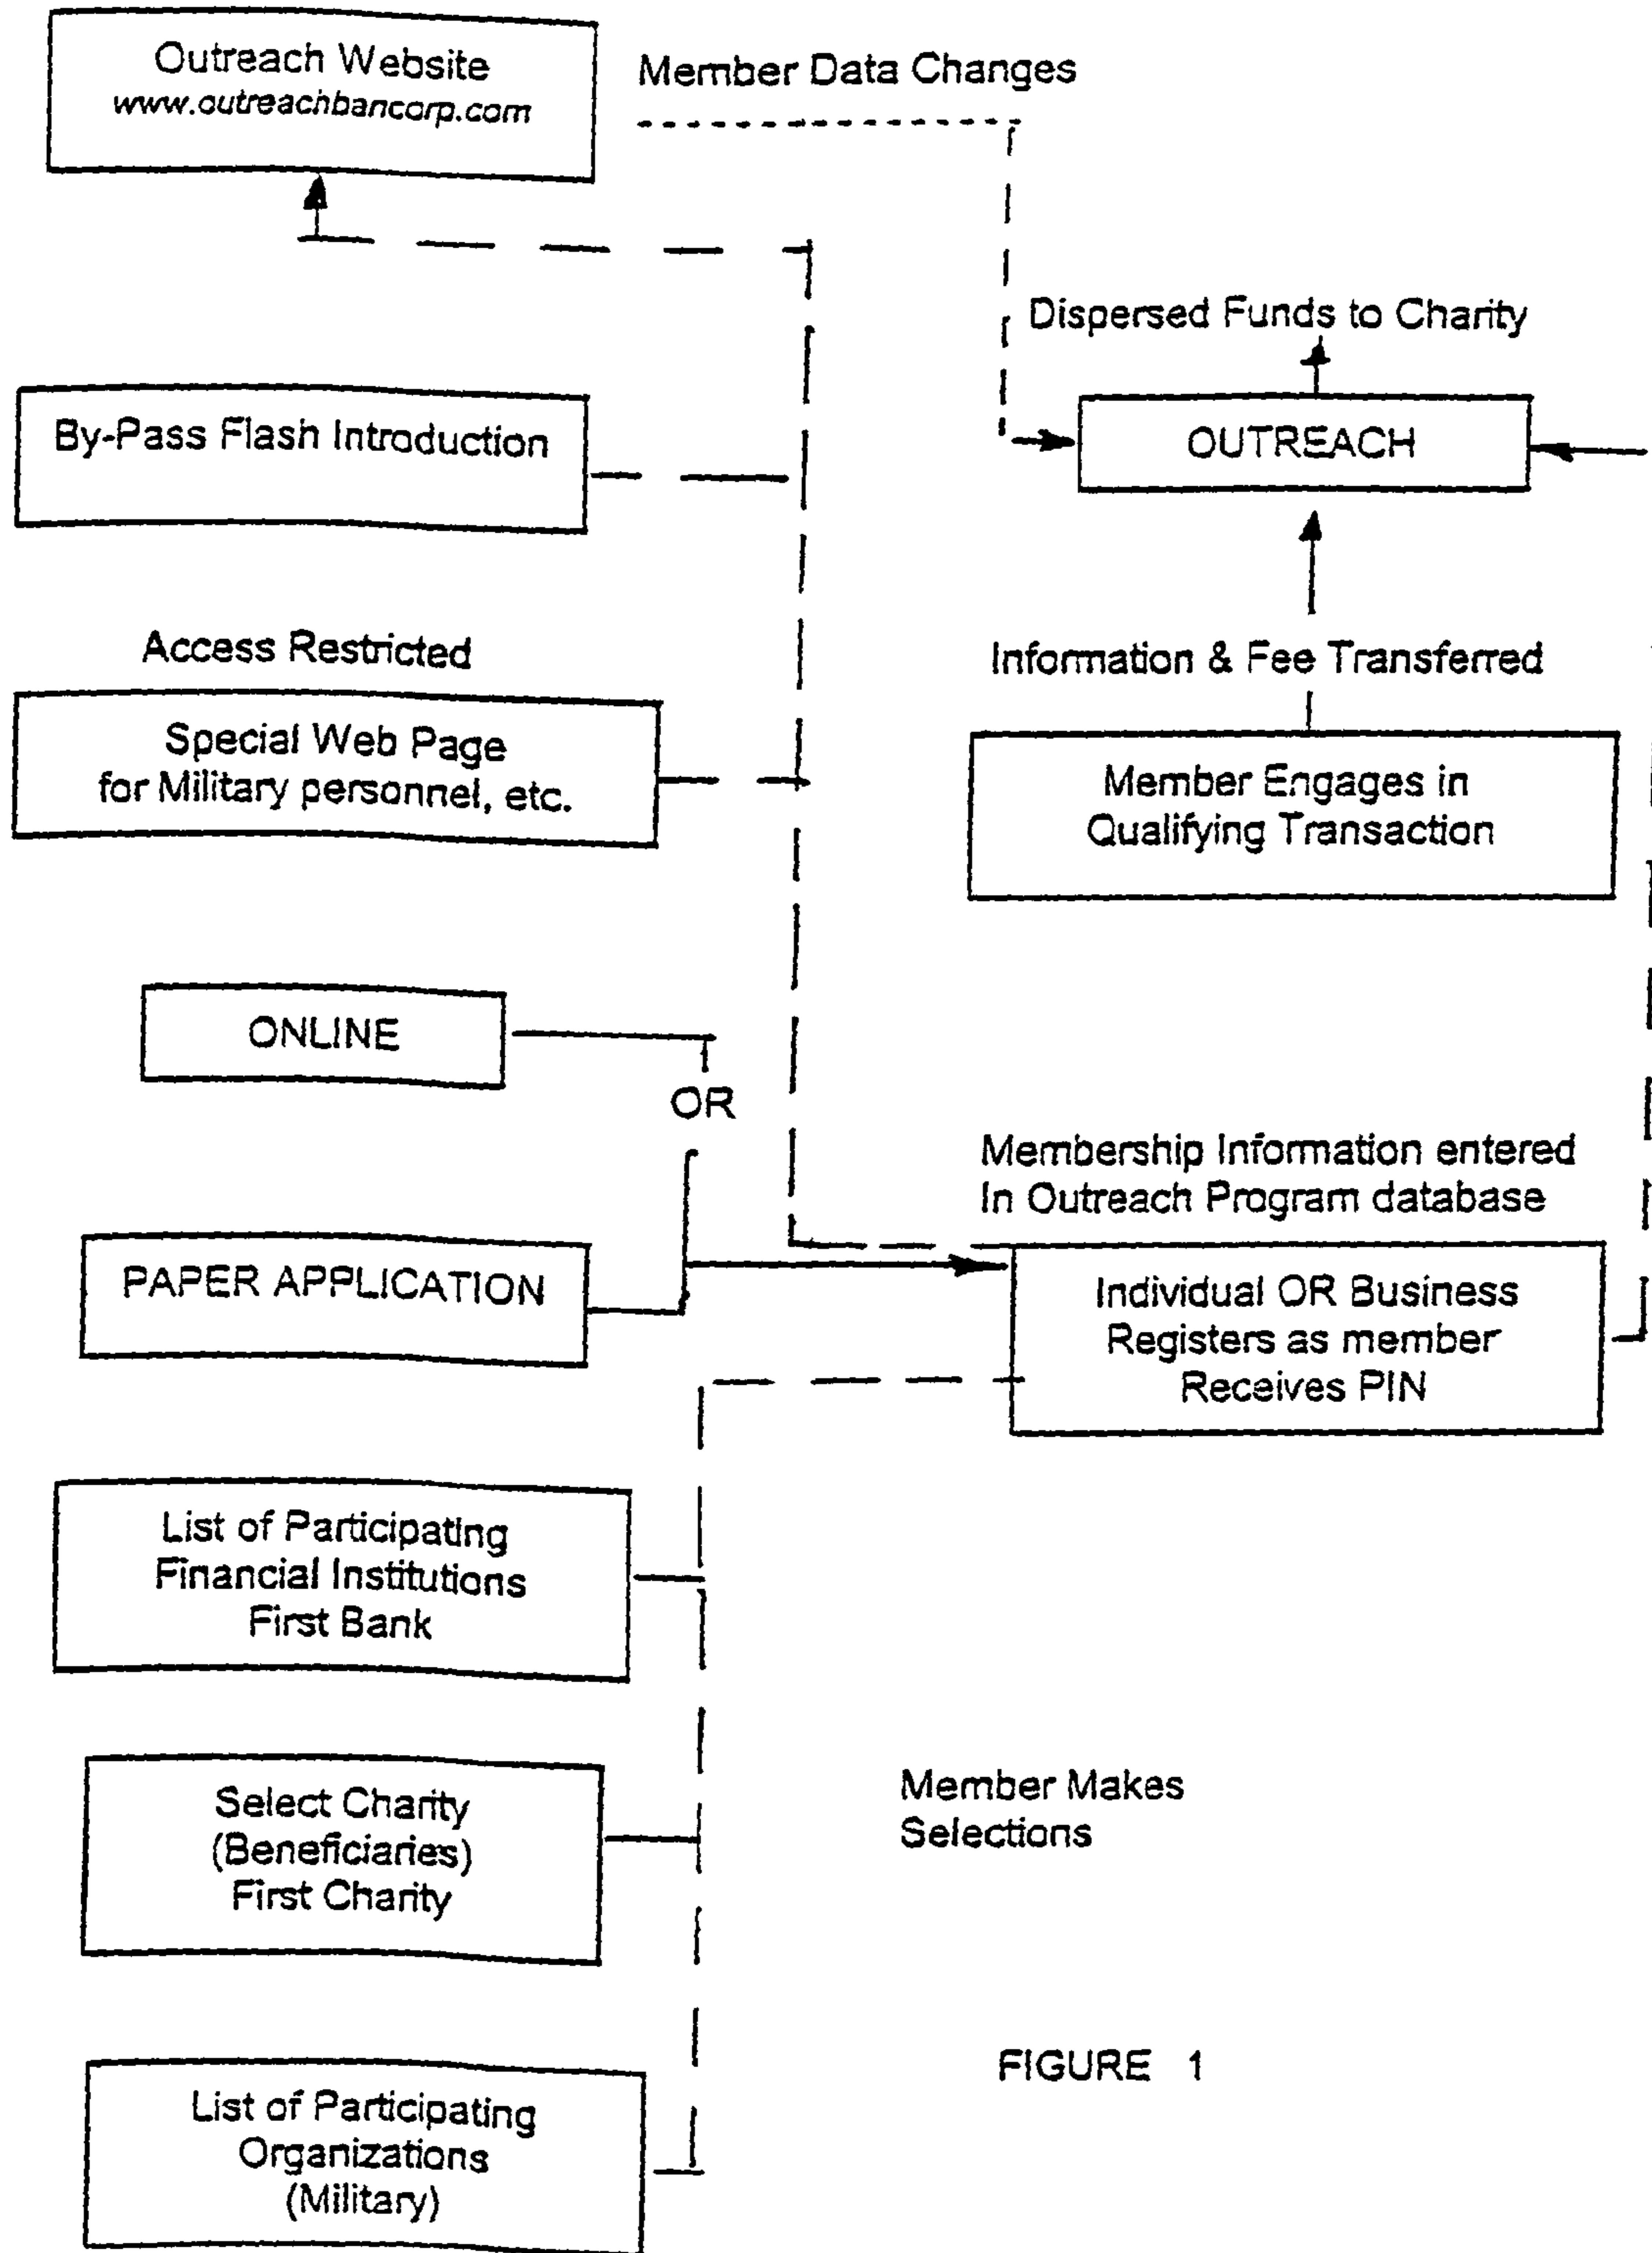 Outreach Website
www.outreachbancorp.com
Member Data Changes
Dispersed Funds to Charity
By-Pass Flash Introduction
OUTREACH
Access Restricted
Information & Fee Transferred
Special Web Page
for Military personnel, etc.
Member Engages in
Qualifying Transaction
ONLINE
OR
Membership Information entered
In Outreach Program database
PAPER APPLICATION
Individual OR Business
Registers as member
Receives PIN
List of Participating
Financial Institutions
First Bank
Select Charity
(Beneficiaries)
First Charity
Member Makes
Selections
List of Participating
Organizations
(Military)
FIGURE 1